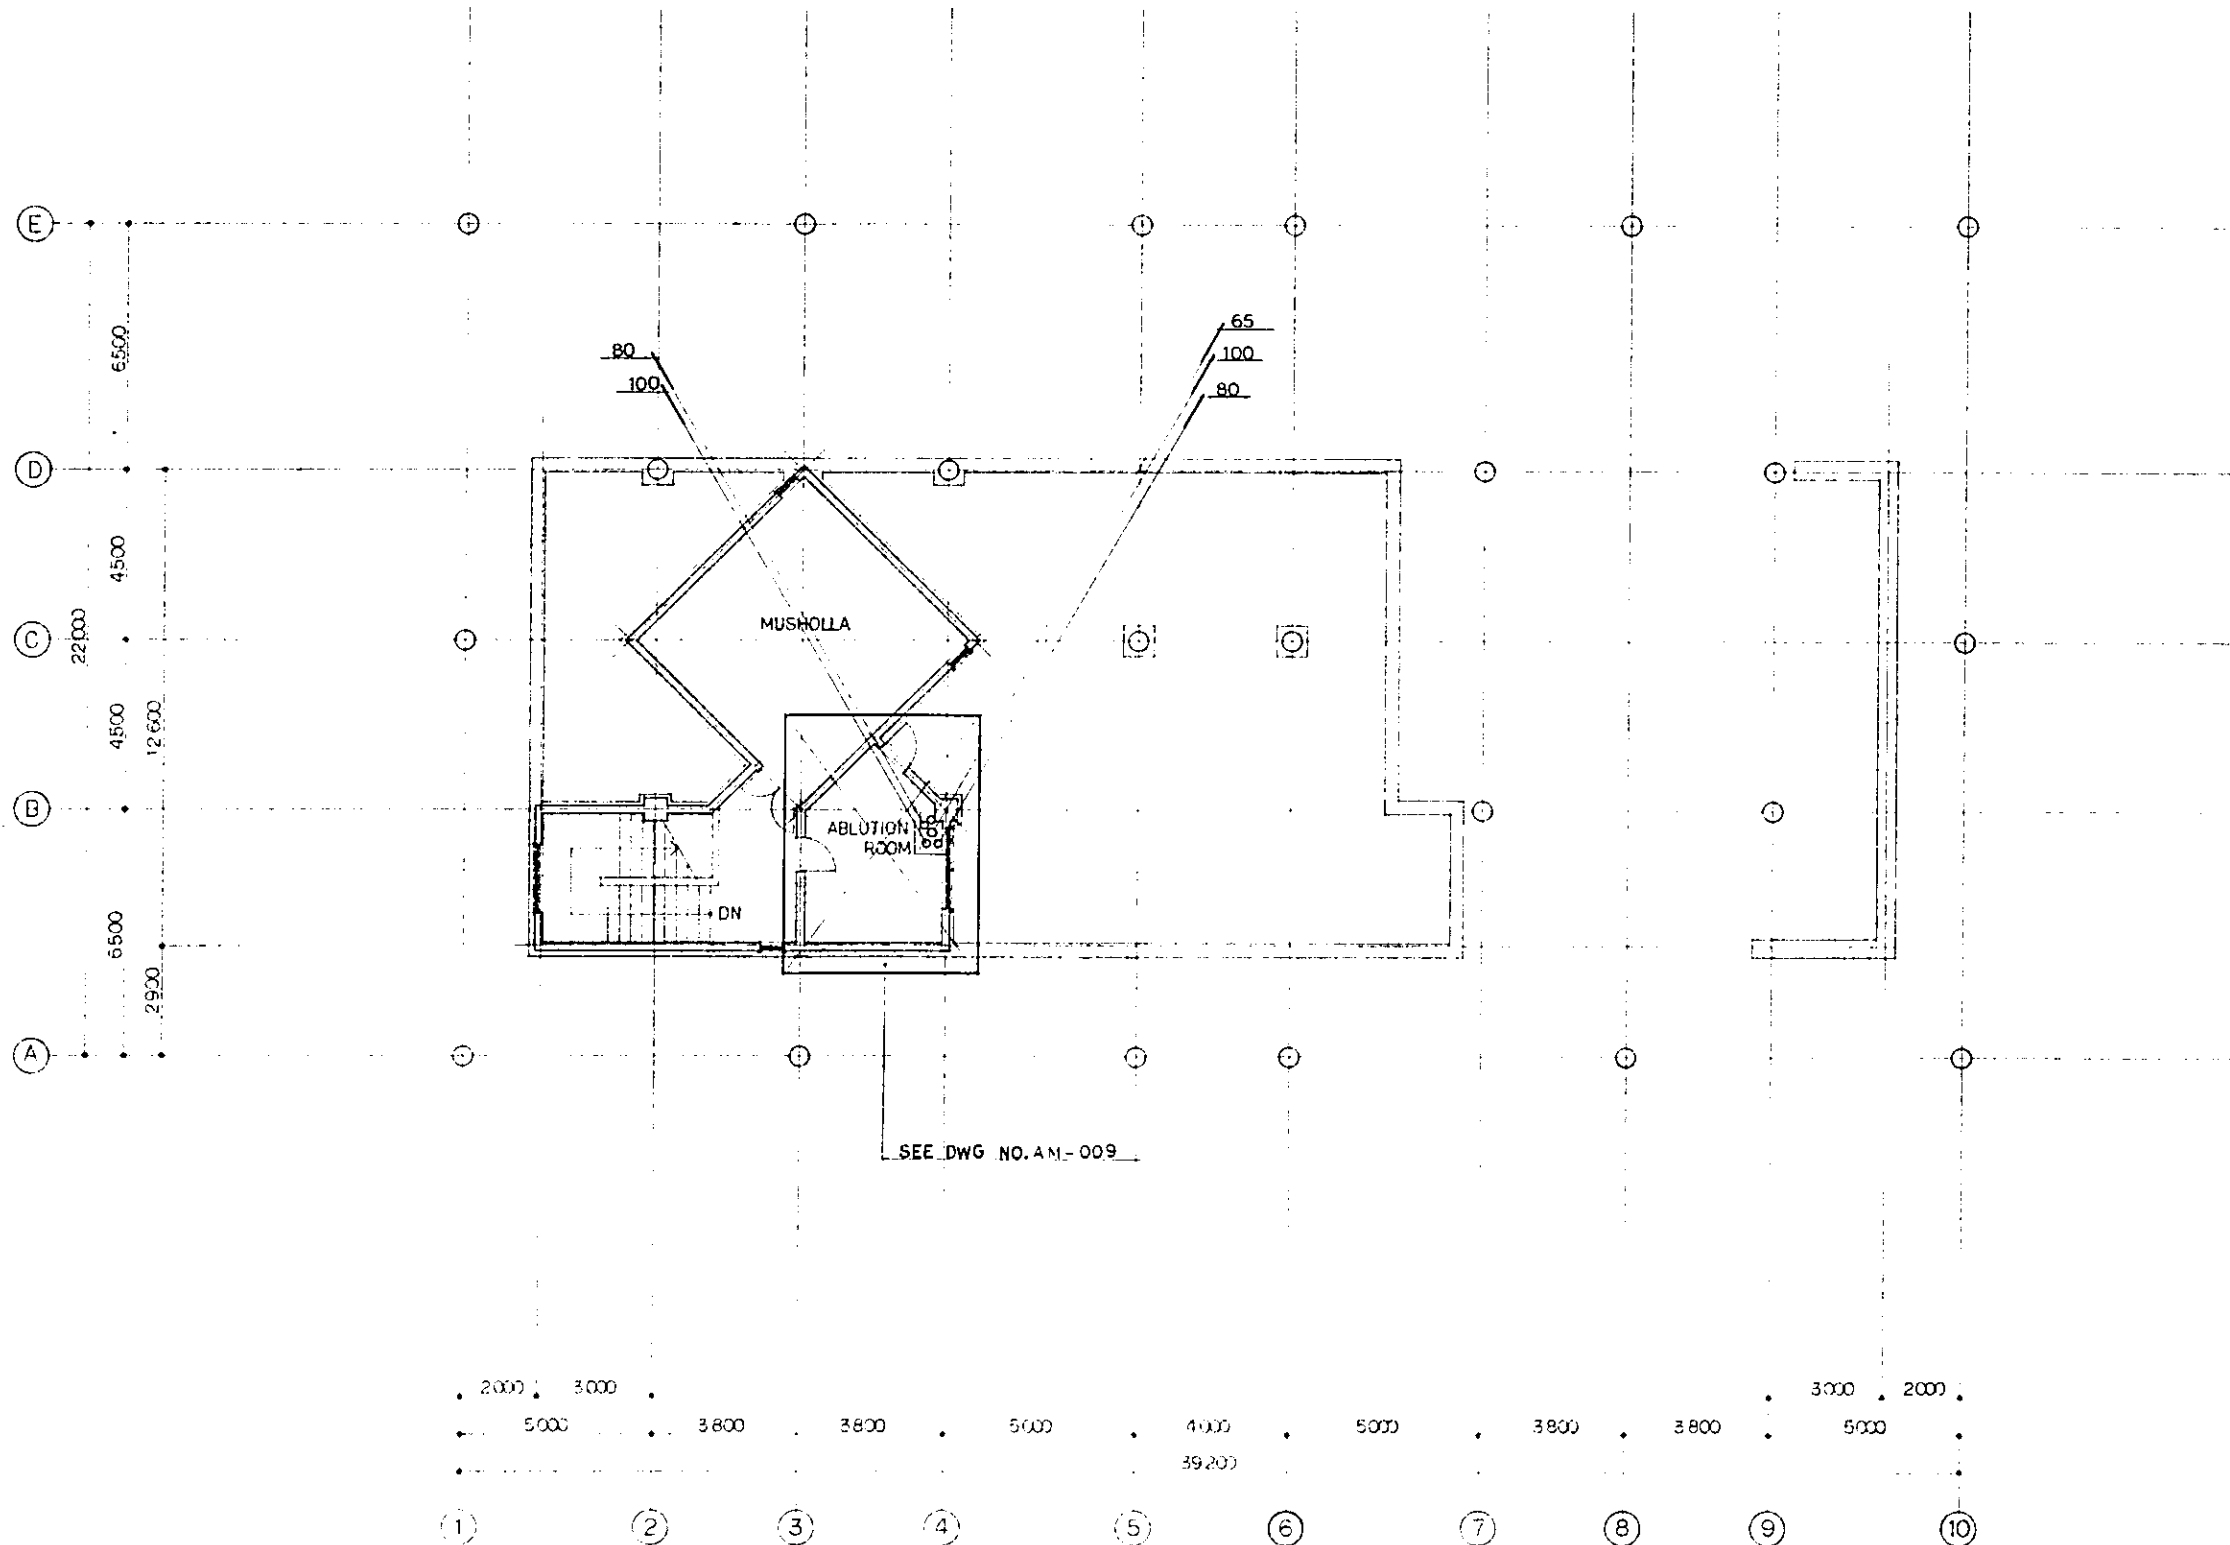 E
6500
65
80
100
100
80
D
4500
C
22000
MUSHOLLA
4500
12600
B
ABLUTION
ROOM
DN
6500
2900
A
SEE DWG NO. AM-009
2000 3000 3000 2000
5000 3800 3800 5000 4000 5000 3800 3800 5000
39200
1 2 3 4 5 6 7 8 9 10